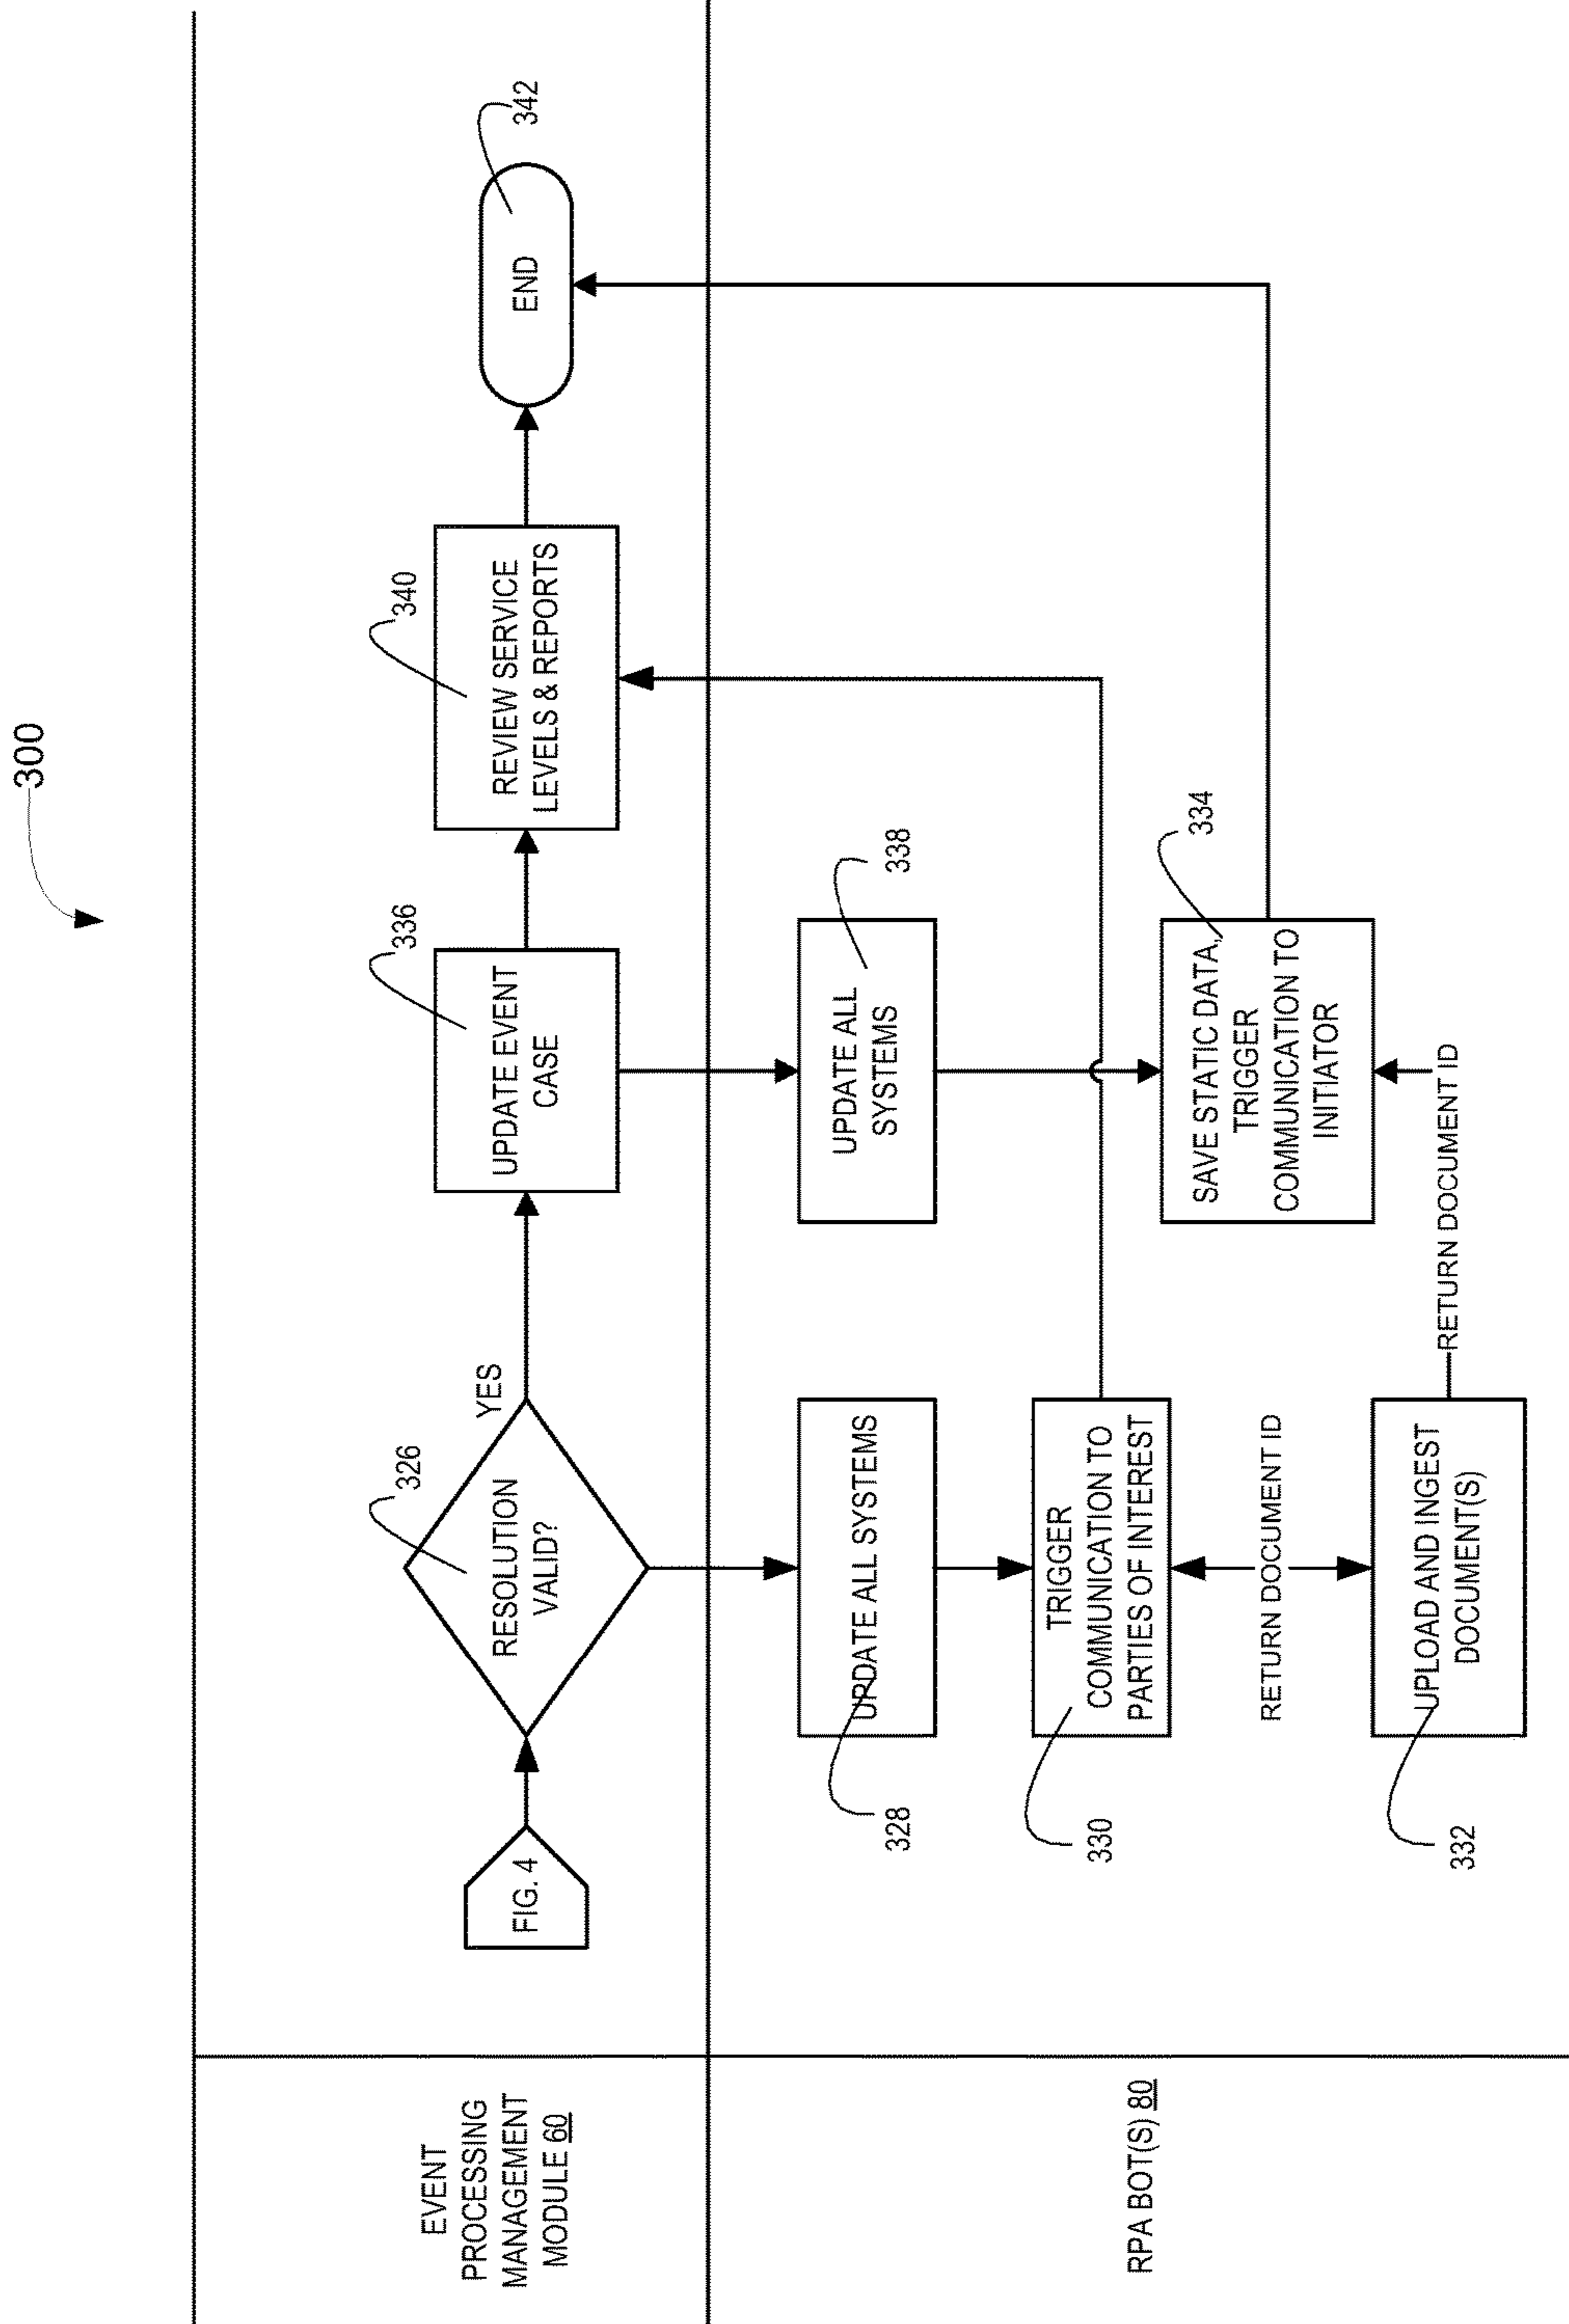 300
EVENT
PROCESSING
MANAGEMENT
MODULE 60
FIG. 4
326
RESOLUTION
VALID?
YES
336
UPDATE EVENT
CASE
340
REVIEW SERVICE
LEVELS & REPORTS
342
END
RPA BOT(S) 80
328
UPDATE ALL SYSTEMS
338
UPDATE ALL
SYSTEMS
330
TRIGGER
COMMUNICATION TO
PARTIES OF INTEREST
334
SAVE STATIC DATA,
TRIGGER
COMMUNICATION TO
INITIATOR
RETURN DOCUMENT ID
332
UPLOAD AND INGEST
DOCUMENT(S)
RETURN DOCUMENT ID